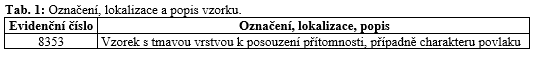 Tab. 1: Označení, lokalizace a popis vzorku.
Evidenční číslo Označení, lokalizace, popis
8353 Vzorek s tmavou vrstvou k posouzení přítomnosti, případně charakteru povlaku